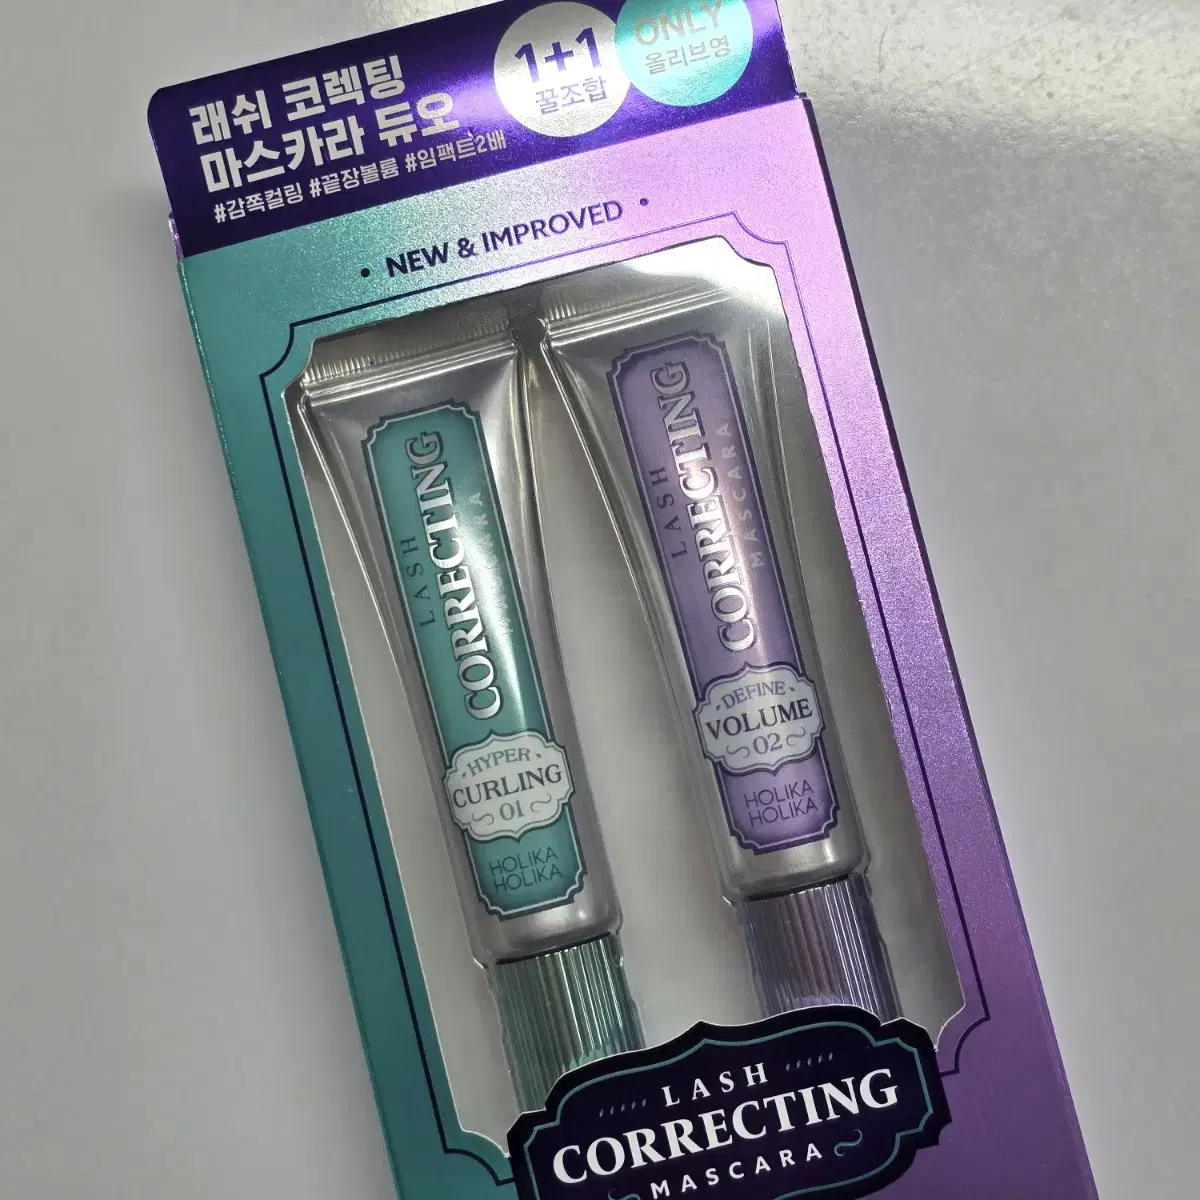 래쉬 코렉팅
마스카라 듀오
#감쪽컬링 #끝장볼륨 #임팩트2배
1+1
꿀조합
ONLY
올리브영
• NEW & IMPROVED •
LASH
CORRECTING
MASCARA
HYPER
CURLING
01
HOLIKA
HOLIKA
LASH
CORRECTING
MASCARA
DEFINE
VOLUME
02
HOLIKA
HOLIKA
LASH
CORRECTING
MASCARA